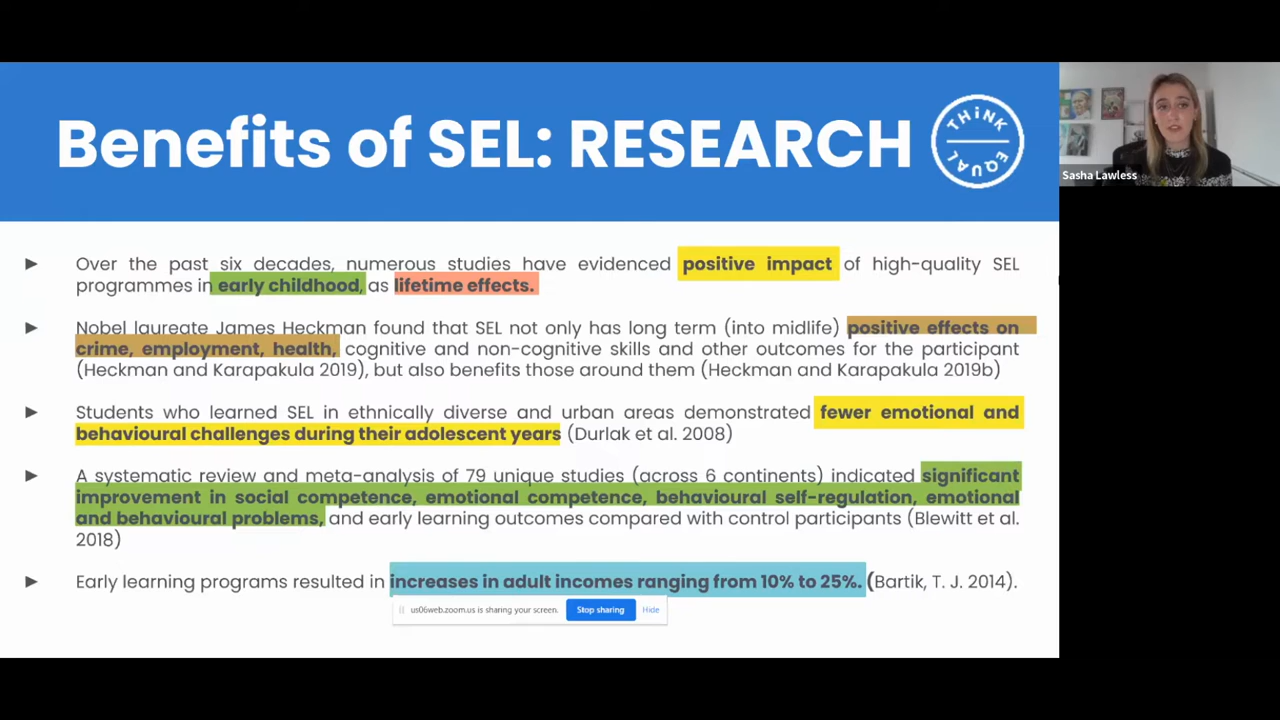 Benefits of SEL: RESEARCH
THiNK
EQUAL
Sasha Lawless
Over the past six decades, numerous studies have evidenced positive impact of high-quality SEL
programmes in early childhood, as lifetime effects.
Nobel laureate James Heckman found that SEL not only has long term (into midlife) positive effects on
crime, employment, health, cognitive and non-cognitive skills and other outcomes for the participant
(Heckman and Karapakula 2019), but also benefits those around them (Heckman and Karapakula 2019b)
Students who learned SEL in ethnically diverse and urban areas demonstrated fewer emotional and
behavioural challenges during their adolescent years (Durlak et al. 2008)
A systematic review and meta-analysis of 79 unique studies (across 6 continents) indicated significant
improvement in social competence, emotional competence, behavioural self-regulation, emotional
and behavioural problems, and early learning outcomes compared with control participants (Blewitt et al.
2018)
Early learning programs resulted in increases in adult incomes ranging from 10% to 25%. (Bartik, T. J. 2014).
us06web.zoom.us is sharing your screen.
Stop sharing
Hide